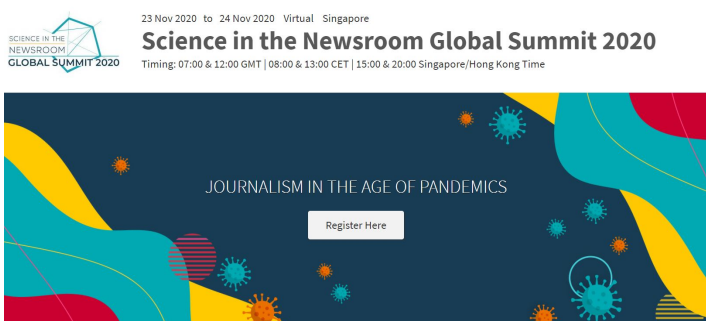 23 Nov 2020 to 24 Nov 2020 Virtual Singapore
SCIENCE IN THE
NEWSROOM
GLOBAL SUMMIT 2020
Science in the Newsroom Global Summit 2020
Timing: 07:00 & 12:00 GMT | 08:00 & 13:00 CET | 15:00 & 20:00 Singapore/Hong Kong Time
JOURNALISM IN THE AGE OF PANDEMICS
Register Here